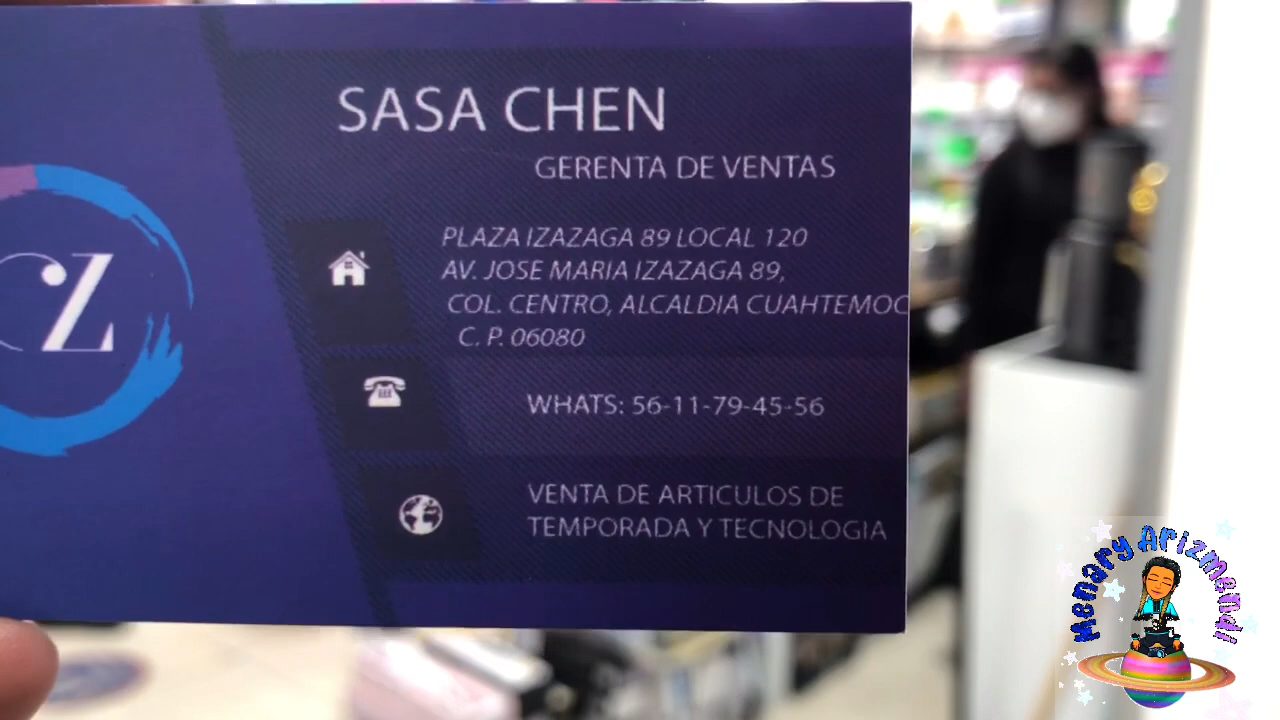 SASA CHEN
GERENTA DE VENTAS
PLAZA IZAZAGA 89 LOCAL 120
AV. JOSE MARIA IZAZAGA 89,
COL. CENTRO, ALCALDIA CUAHTEMOC
C. P. 06080
WHATS: 56-11-79-45-56
VENTA DE ARTICULOS DE
TEMPORADA Y TECNOLOGIA
CZ
Menary Arizmendi